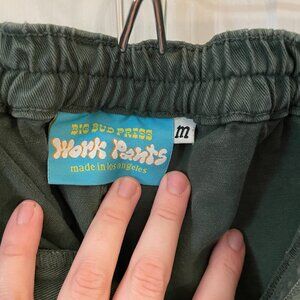 BIG BUD PRESS
Work Pants
made in los angeles
m